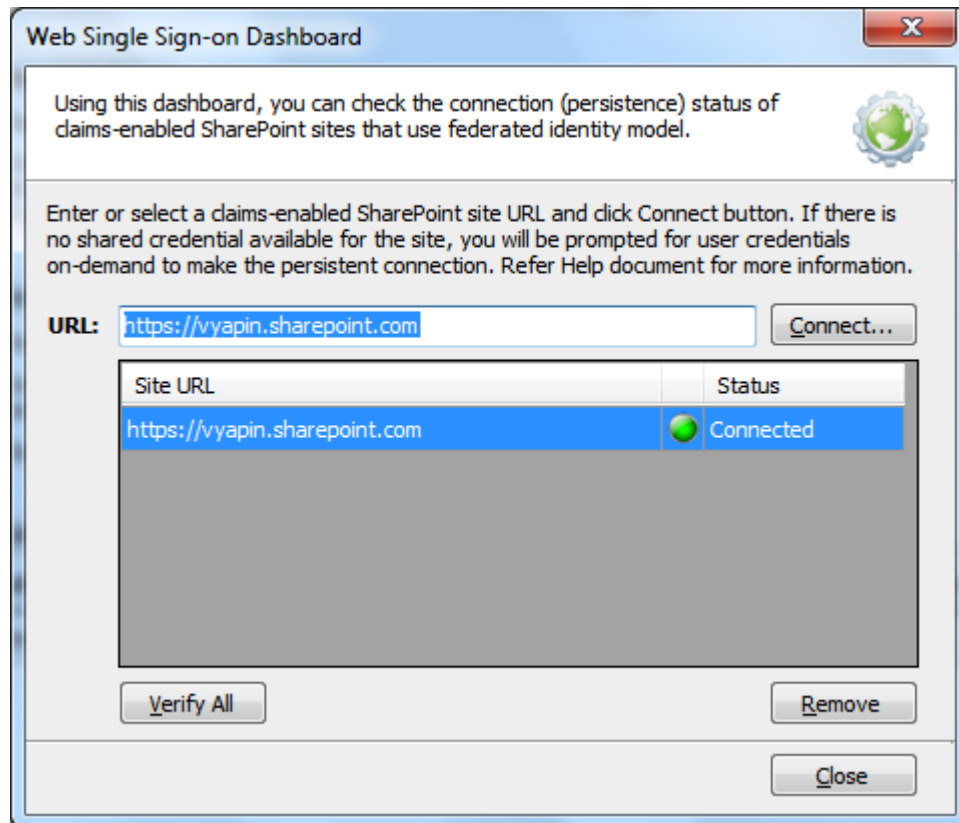 Web Single Sign-on Dashboard
Using this dashboard, you can check the connection (persistence) status of
claims-enabled SharePoint sites that use federated identity model.
Enter or select a claims-enabled SharePoint site URL and click Connect button. If there is
no shared credential available for the site, you will be prompted for user credentials
on-demand to make the persistent connection. Refer Help document for more information.
URL: https://vyapin.sharepoint.com Connect...
Site URL Status
https://vyapin.sharepoint.com Connected
Verify All Remove
Close